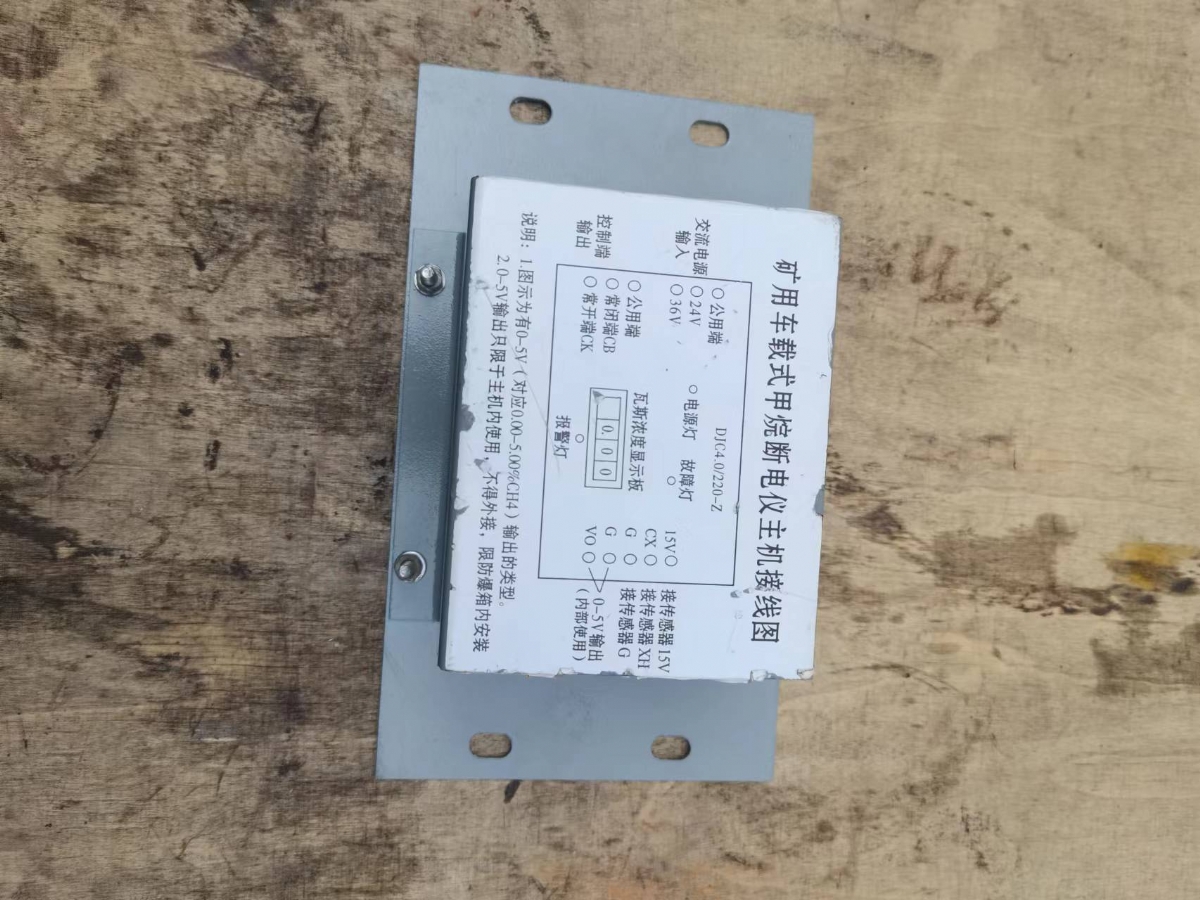 矿用车载式甲烷断电仪主机接线图
DJC4.0/220-Z
交流电源
输入
○公用端
○24V
○36V
○电源灯
故障灯
○
15V○ 接传感器15V
CX○ 接传感器XH
G ○ 接传感器G
控制端
输出
○公用端
○常闭端CB
○常开端CK
瓦斯浓度显示板
0.00
○
报警灯
G ○
VO○
0-5V输出
(内部使用)
说明：1.图示为有0-5V（对应0.00-5.00%CH4）输出的类型。
2.0-5V输出只限于主机内使用，不得外接，限防爆箱内安装